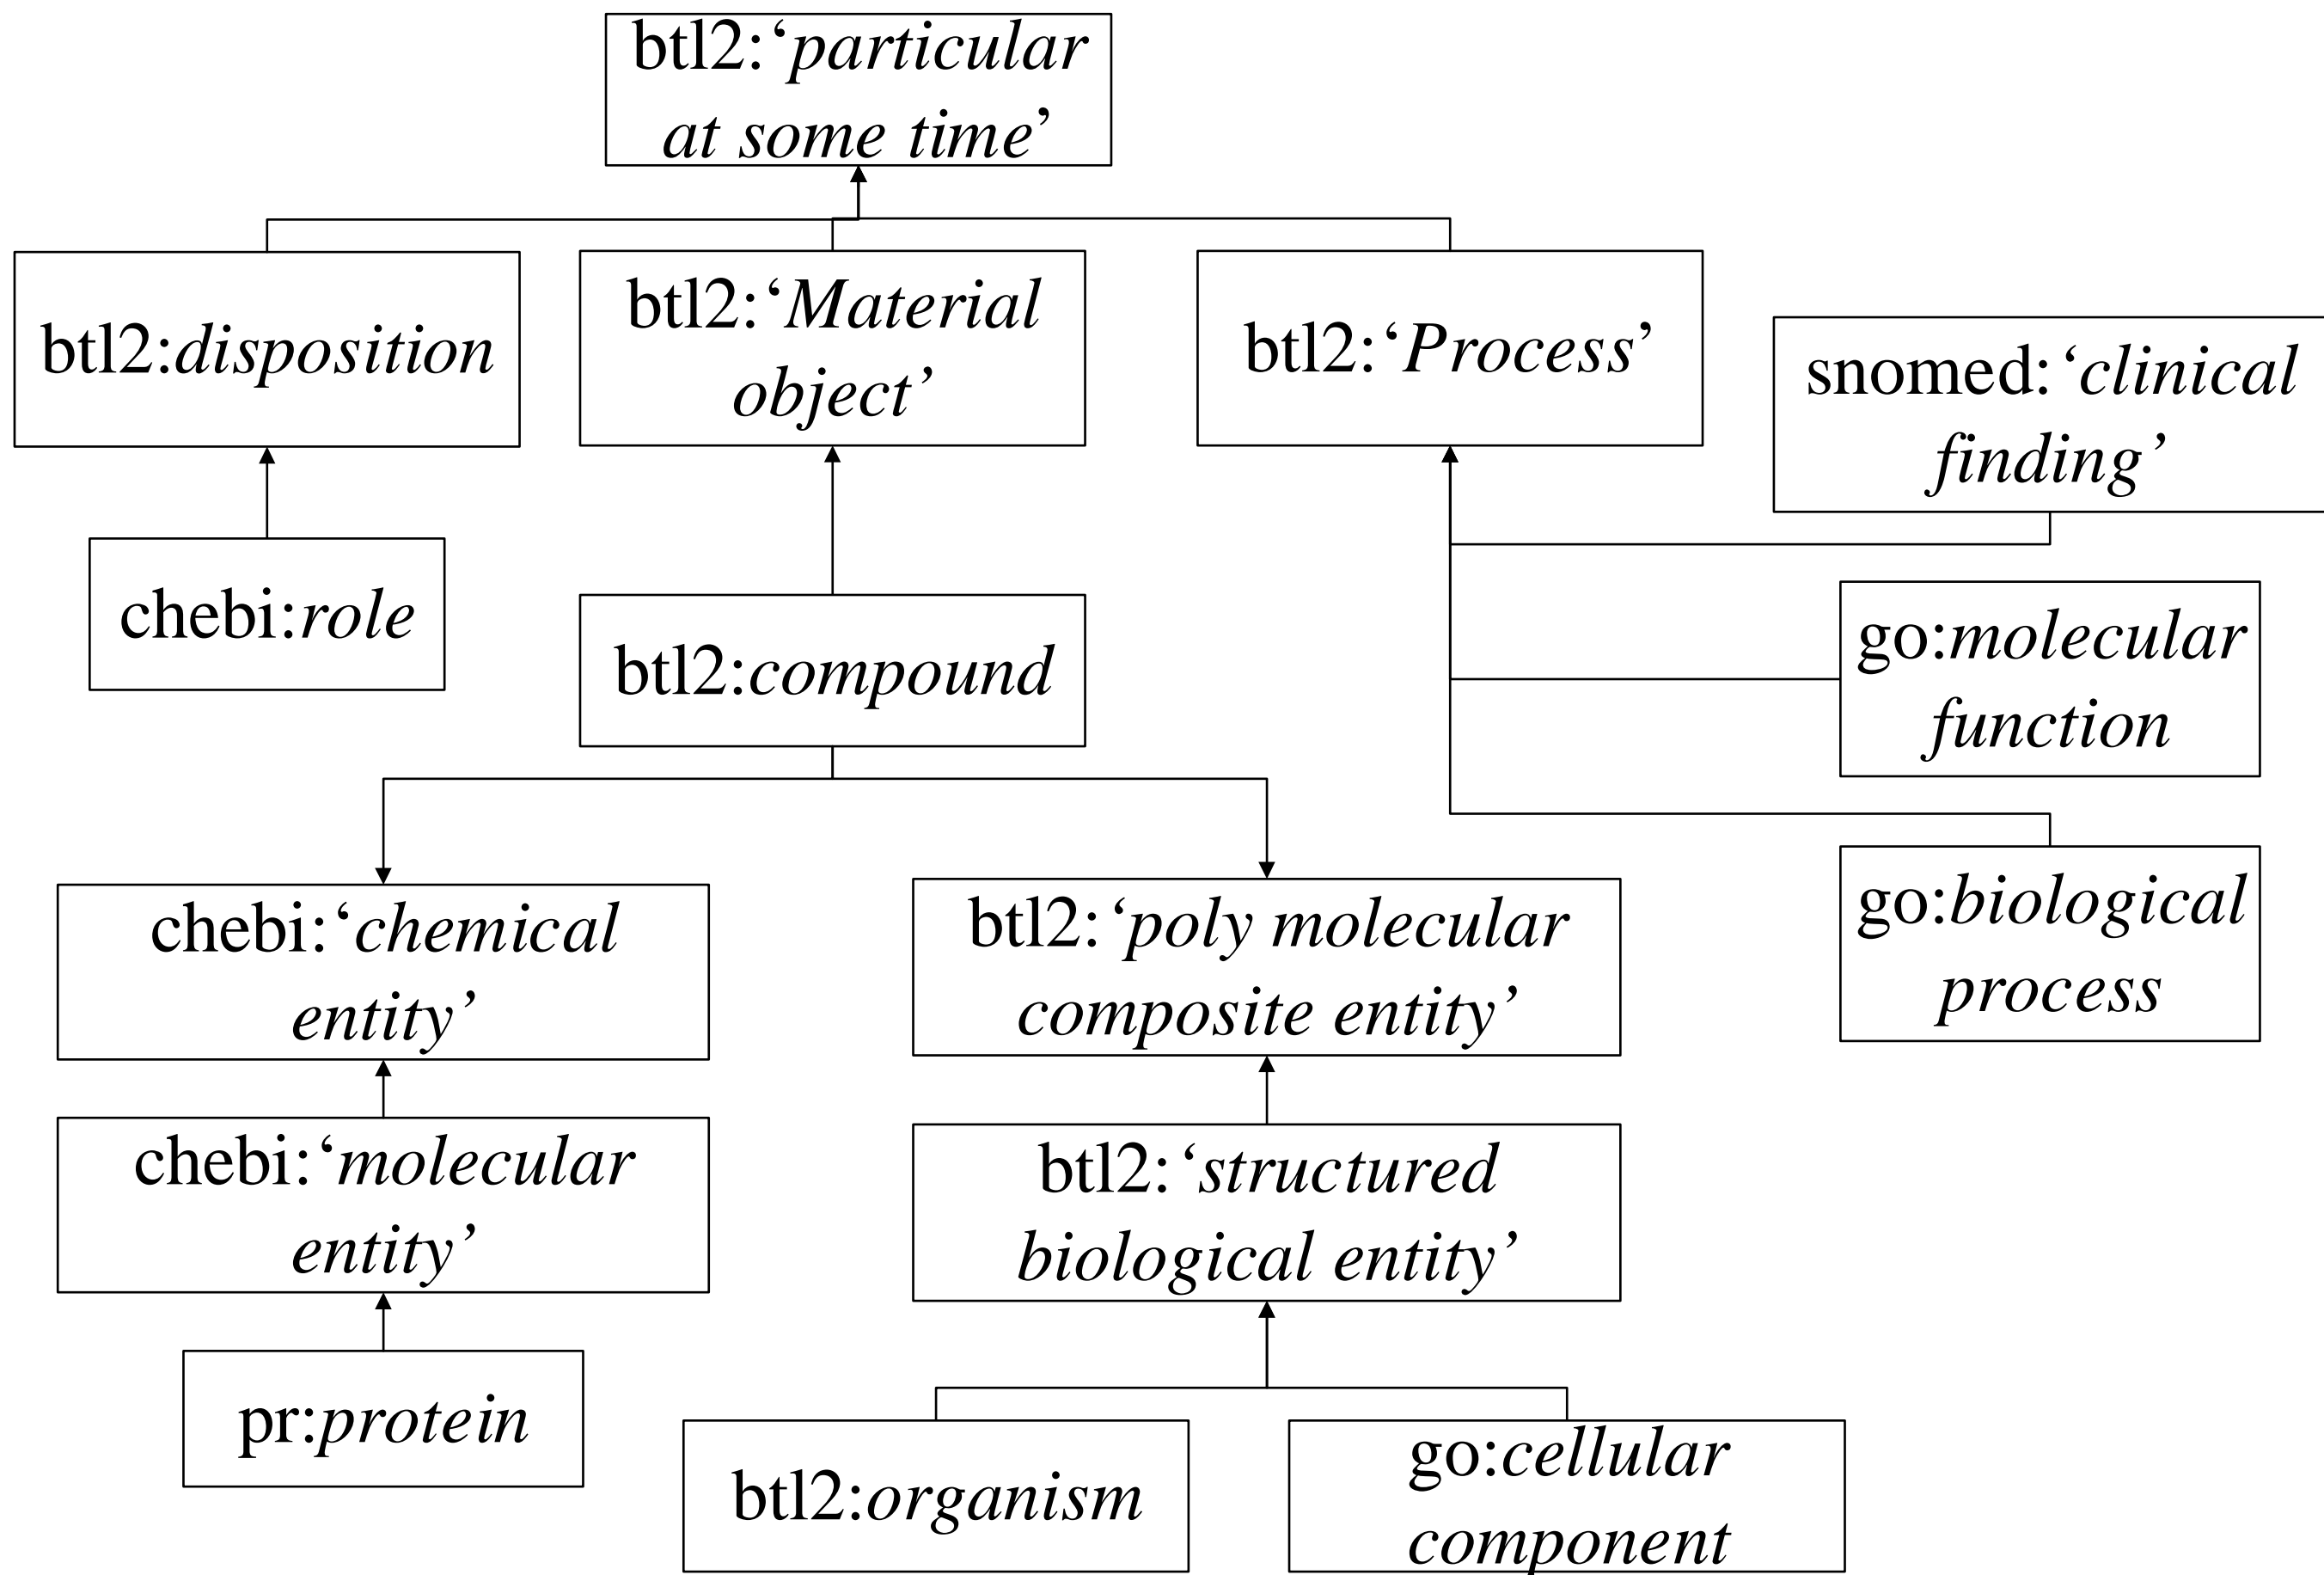 btl2:‘particular
at some time’
btl2:disposition
btl2:‘Material
object’
btl2:‘Process’
snomed:‘clinical
finding’
chebi:role
btl2:compound
go:molecular
function
chebi:‘chemical
entity’
btl2:‘poly molecular
composite entity’
go:biological
process
chebi:‘molecular
entity’
btl2:‘structured
biological entity’
pr:protein
btl2:organism
go:cellular
component